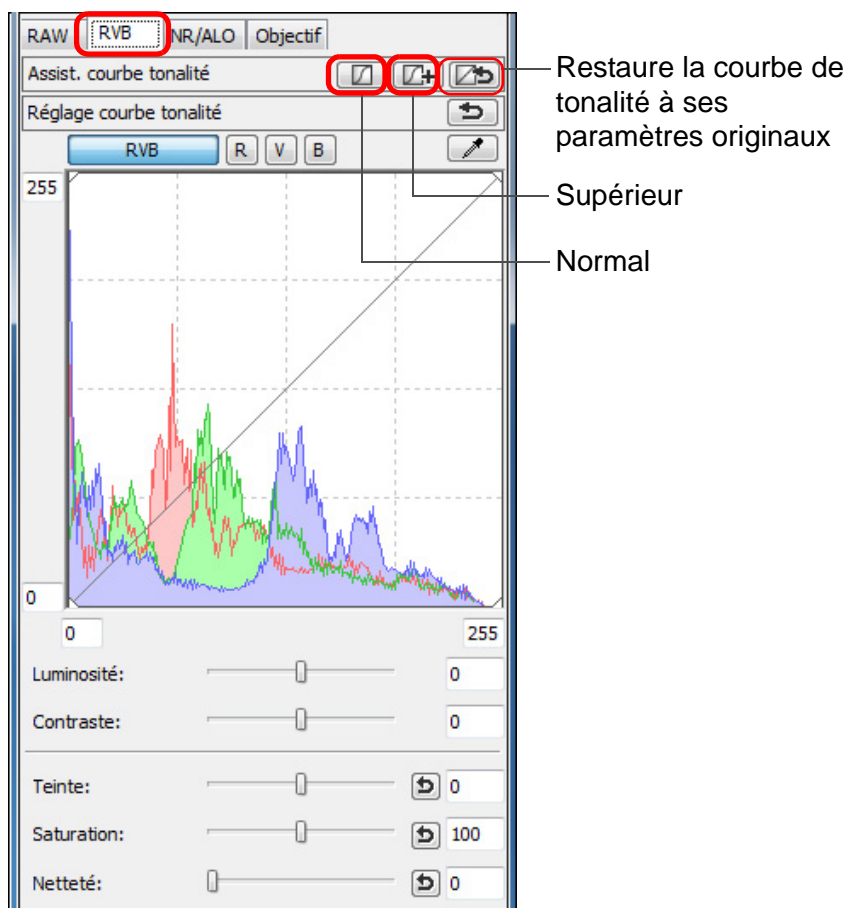 RAW RVB NR/ALO Objectif
Assist. courbe tonalité
Restaure la courbe de
tonalité à ses
paramètres originaux
Réglage courbe tonalité
RVB R V B
Supérieur
Normal
255
0
0 255
Luminosité: 0
Contraste: 0
Teinte: 0
Saturation: 100
Netteté: 0